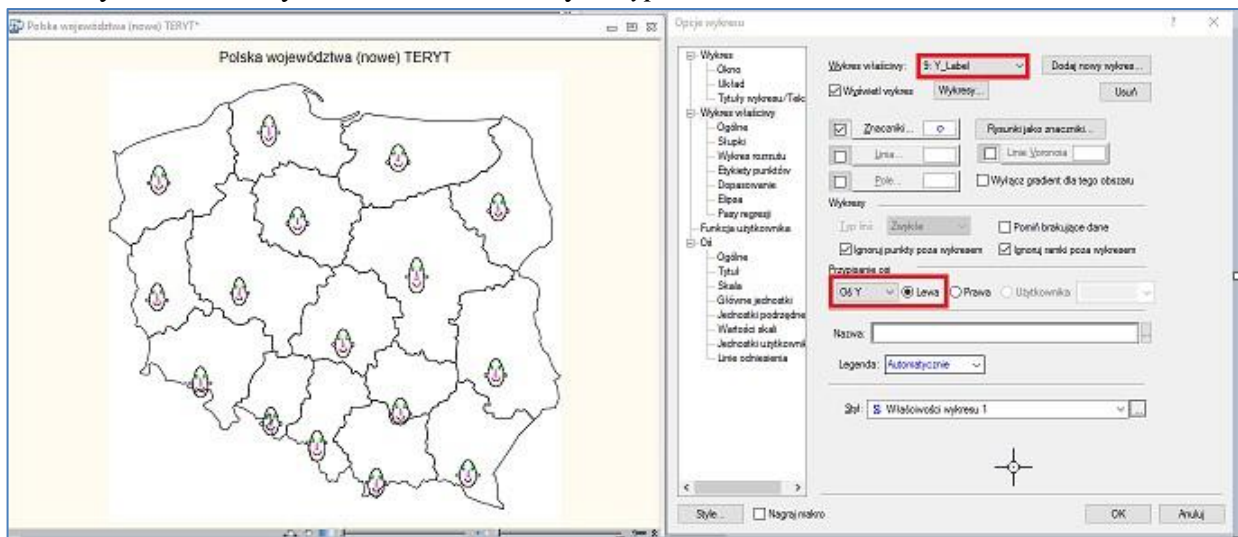 Polska województwa (nowe) TERYT*
Polska województwa (nowe) TERYT
Opcje wykresu
? X
Wykres
Okno
Układ
Tytuły wykresu/Tekc
Wykres właściwy
Ogólne
Słupki
Wykres rozrzutu
Etykiety punktów
Dopasowanie
Elipsa
Pasy regresji
Funkcja użytkownika
Oś
Ogólne
Tytuł
Skala
Główne jednostki
Jednostki podrzędne
Wartości skali
Jednostki użytkownik
Linie odniesienia
Wykres właściwy: 9: Y_Label Dodaj nowy wykres...
Wyświetl wykres Wykresy... Usuń
Znaczniki... Rysunki jako znaczniki...
Linia... Linie Voronoia
Pole... Wyłącz gradient dla tego obszaru
Wykresy
Typ linii Zwykłe Pomiń brakujące dane
Ignoruj punkty poza wykresem Ignoruj ramki poza wykresem
Przypisanie osi
Oś Y Lewa Prawa Użytkownika
Nazwa:
Legenda: Automatycznie
Styl: Właściwości wykresu 1 ...
Style... Nagraj makro OK Anuluj